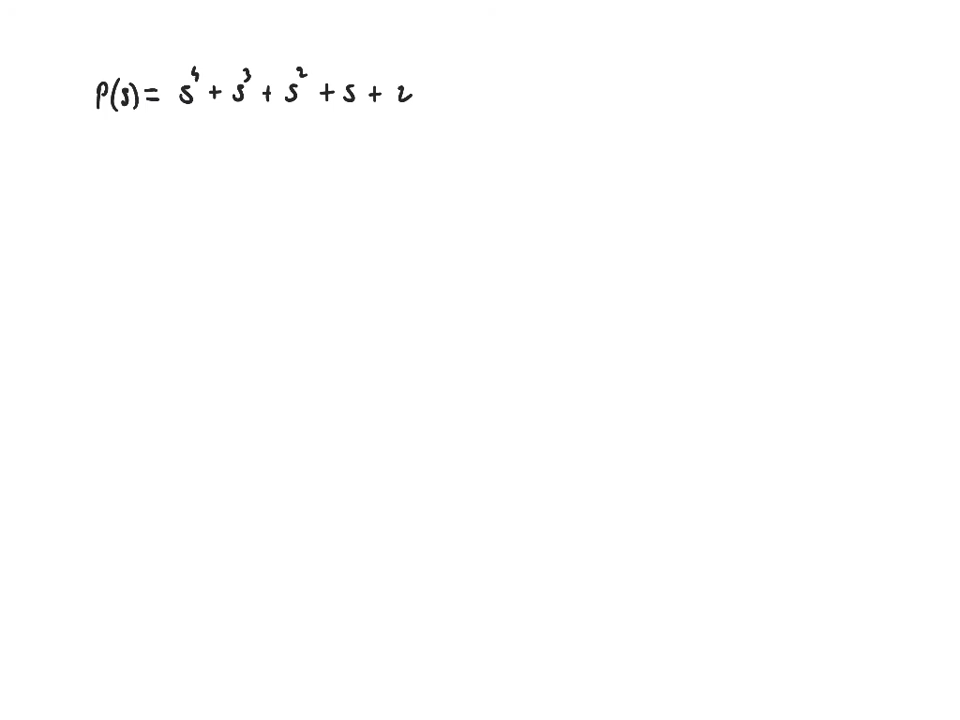 P(s) = s⁴ + s³ + s² + s + 2